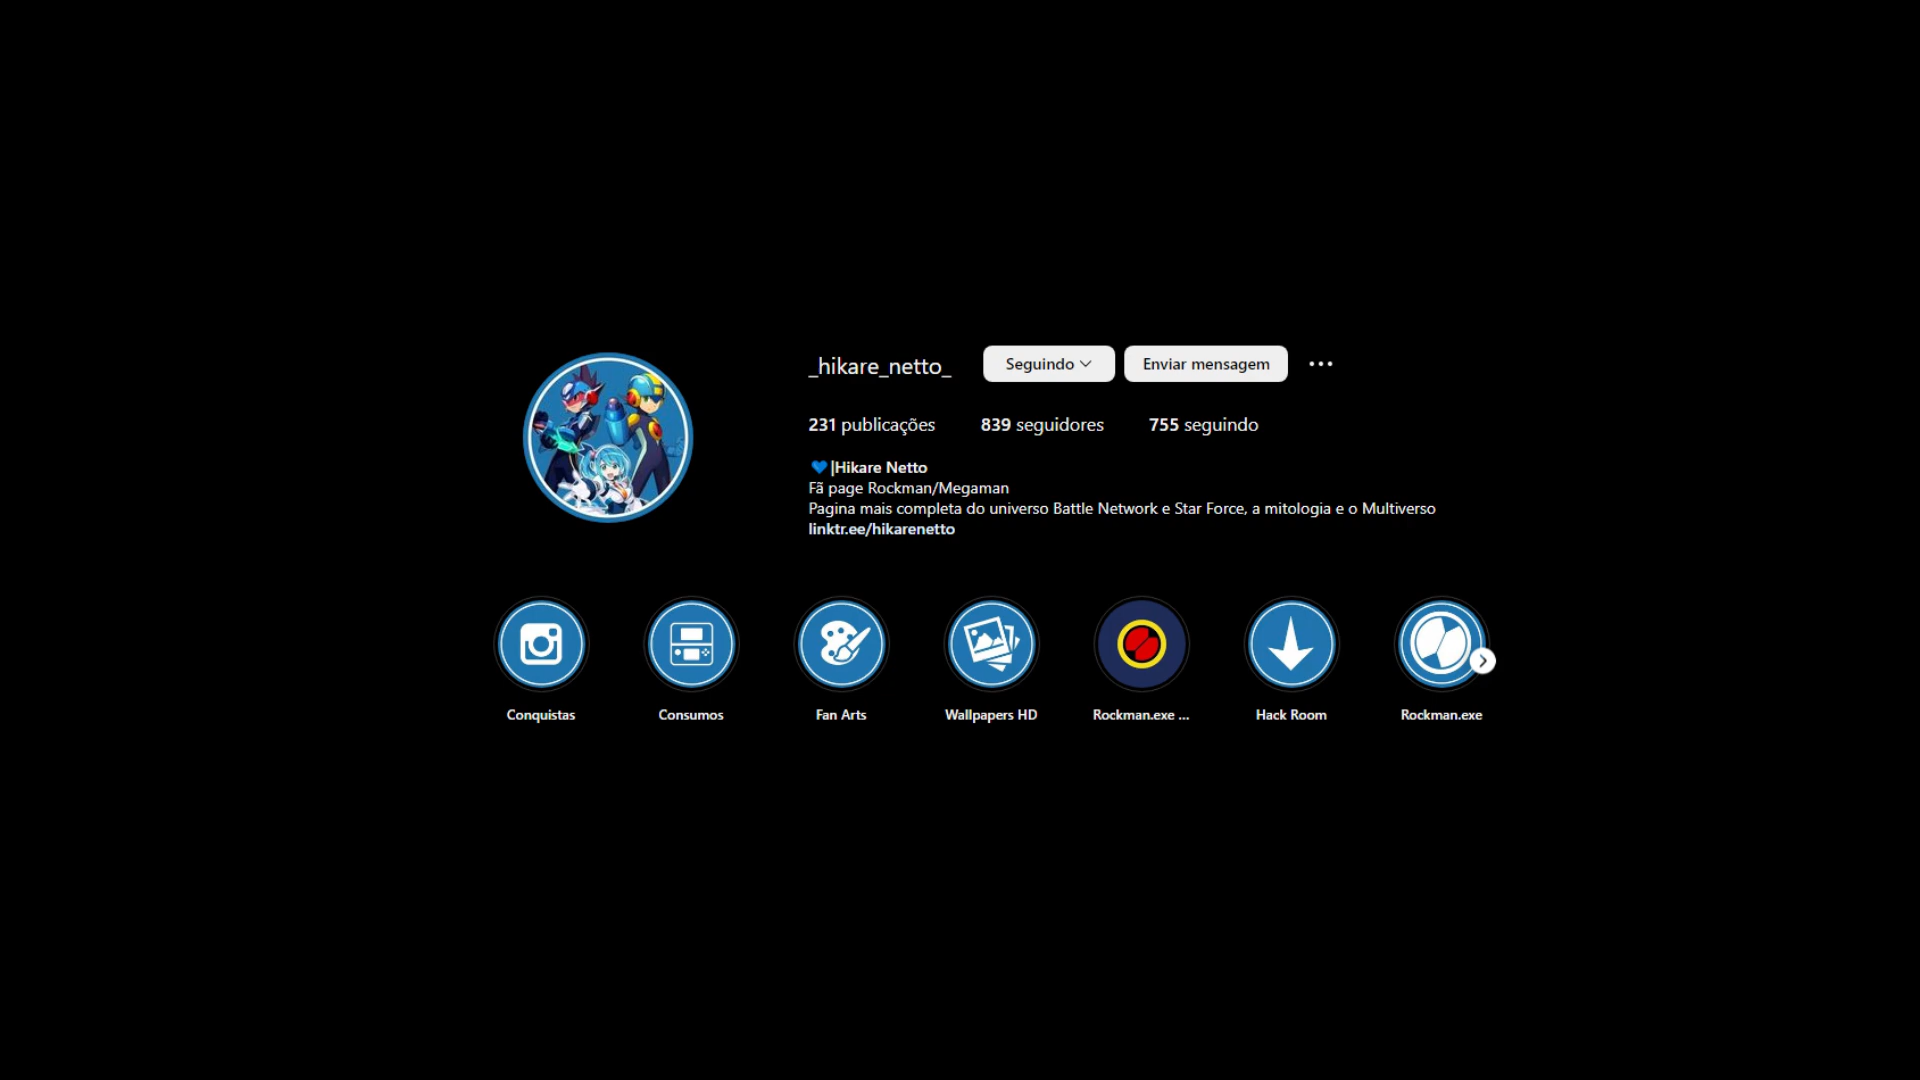 _hikare_netto_ Seguindo Enviar mensagem
231 publicações 839 seguidores 755 seguindo
💙|Hikare Netto
Fã page Rockman/Megaman
Pagina mais completa do universo Battle Network e Star Force, a mitologia e o Multiverso
linktr.ee/hikarenetto
Conquistas Consumos Fan Arts Wallpapers HD Rockman.exe ... Hack Room Rockman.exe